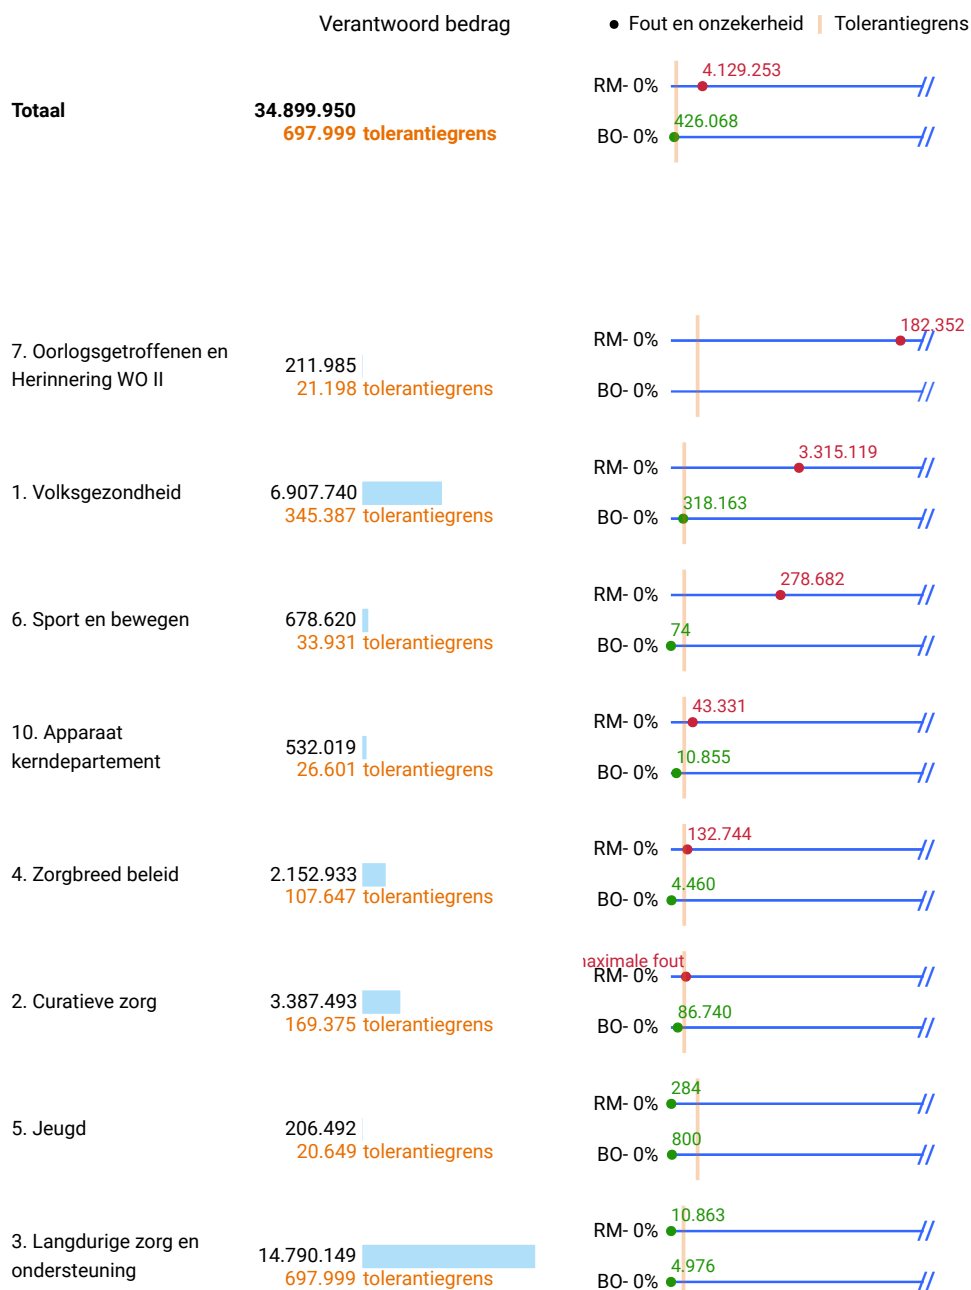 Verantwoord bedrag
Fout en onzekerheid Tolerantiegrens
Totaal
34.899.950
697.999 tolerantiegrens
RM- 0%
4.129.253
BO- 0%
426.068
7. Oorlogsgetroffenen en
Herinnering WO II
211.985
21.198 tolerantiegrens
RM- 0%
182.352
BO- 0%
1. Volksgezondheid
6.907.740
345.387 tolerantiegrens
RM- 0%
3.315.119
BO- 0%
318.163
6. Sport en bewegen
678.620
33.931 tolerantiegrens
RM- 0%
278.682
BO- 0%
74
10. Apparaat
kerndepartement
532.019
26.601 tolerantiegrens
RM- 0%
43.331
BO- 0%
10.855
4. Zorgbreed beleid
2.152.933
107.647 tolerantiegrens
RM- 0%
132.744
BO- 0%
4.460
2. Curatieve zorg
3.387.493
169.375 tolerantiegrens
fout
RM- 0%
BO- 0%
86.740
5. Jeugd
206.492
20.649 tolerantiegrens
RM- 0%
284
BO- 0%
800
3. Langdurige zorg en
ondersteuning
14.790.149
697.999 tolerantiegrens
RM- 0%
10.863
BO- 0%
4.976